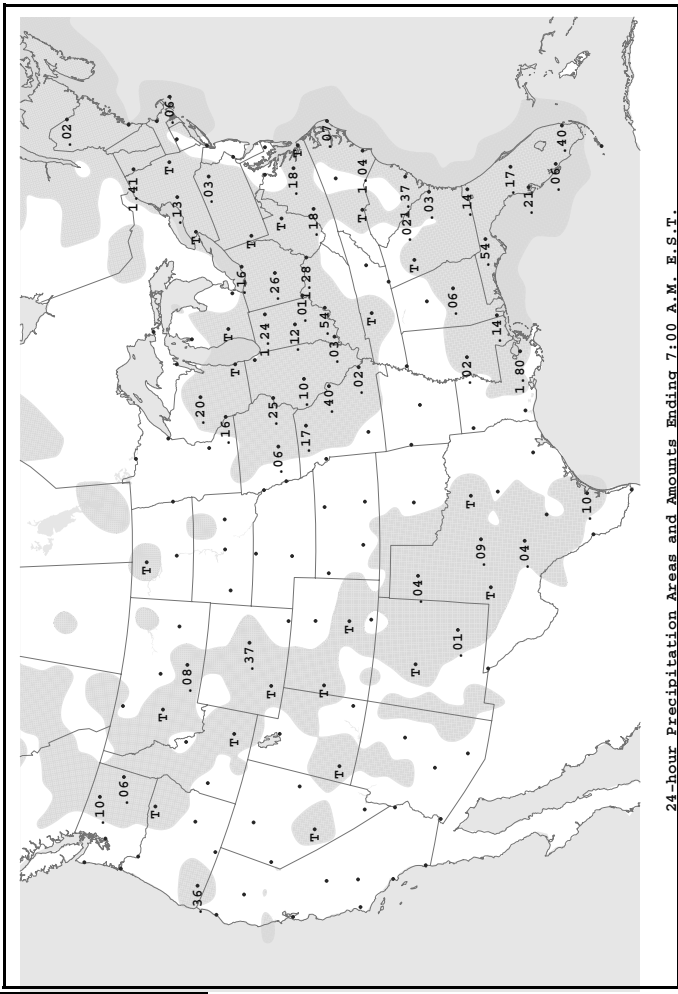 .02
.10
.06
1.41
T
T
T
T
.06
.13
.08
T
.36
.20
.03
.16
T
T
T
.16
.37
T
1.24
T
.25
.26
.06
T
.12
.18
T
.01
1.28
.10
.17
.18
T
T
.54
.07
.40
.03
T
T
.02
T
1.04
T
.02
1.37
T
T
.04
.03
.06
.01
.02
.14
T
.09
.54
T
.14
.17
1.80
.04
.21
.06
.40
.10
24-hour Precipitation Areas and Amounts Ending 7:00 A.M. E.S.T.